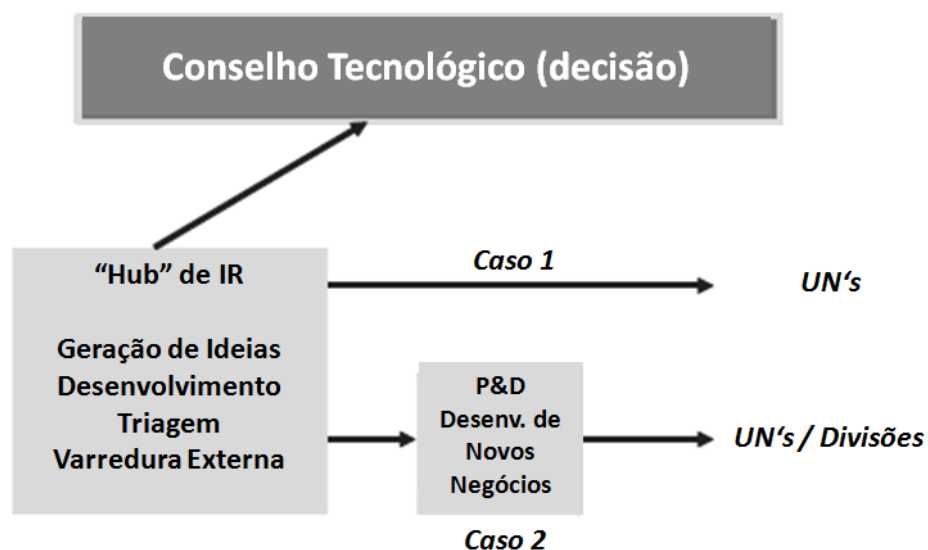 Conselho Tecnológico (decisão)
“Hub” de IR
Geração de Ideias
Desenvolvimento
Triagem
Varredura Externa
Caso 1
UN‘s
P&D
Desenv. de
Novos
Negócios
UN‘s / Divisões
Caso 2